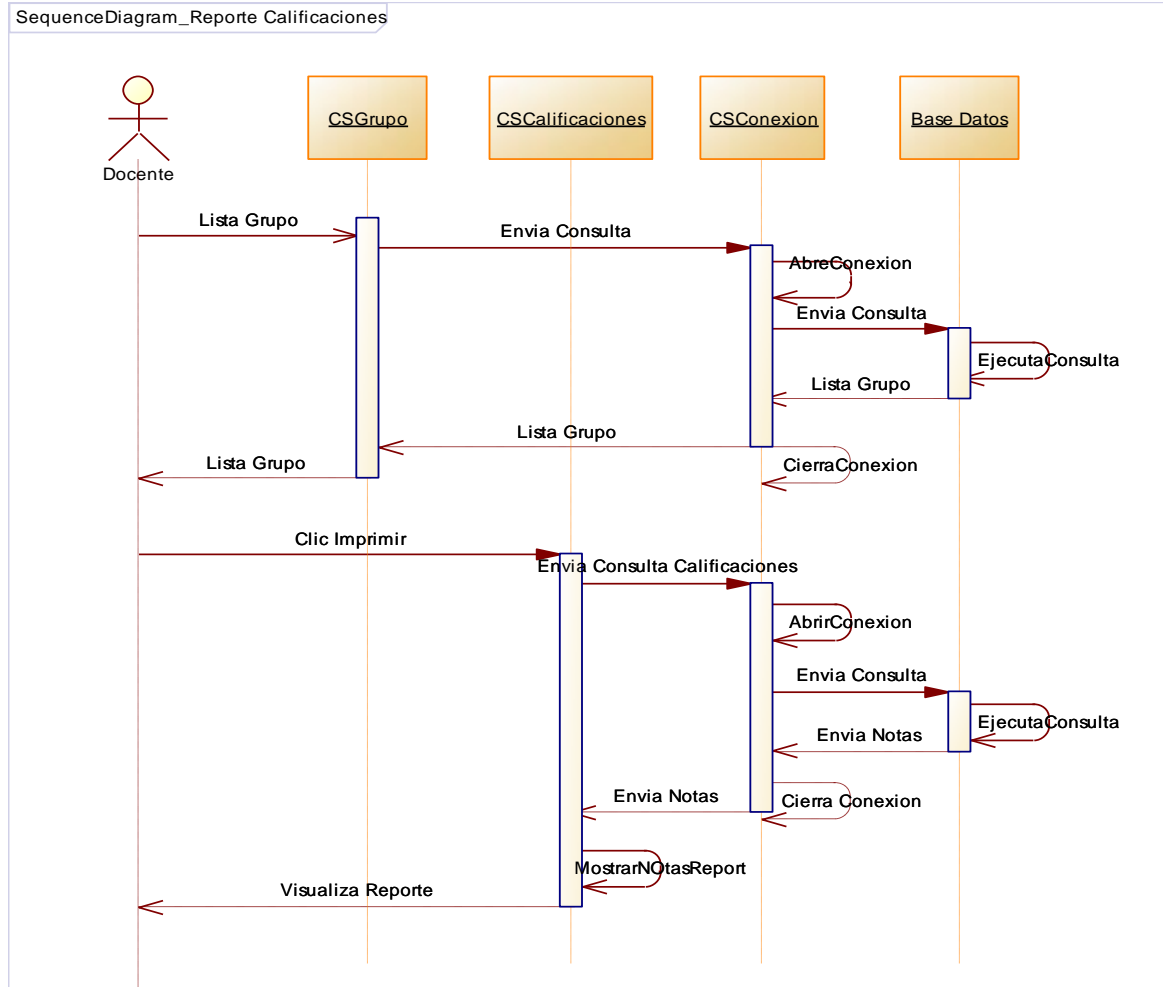 SequenceDiagram_Reporte Calificaciones
CSGrupo
CSCalificaciones
CSConexion
Base Datos
Docente
Lista Grupo
Envia Consulta
AbreConexion
Envia Consulta
EjecutaConsulta
Lista Grupo
Lista Grupo
Lista Grupo
CierraConexion
Clic Imprimir
Envia Consulta Calificaciones
AbrirConexion
Envia Consulta
EjecutaConsulta
Envia Notas
Envia Notas
Cierra Conexion
MostrarNOtasReport
Visualiza Reporte